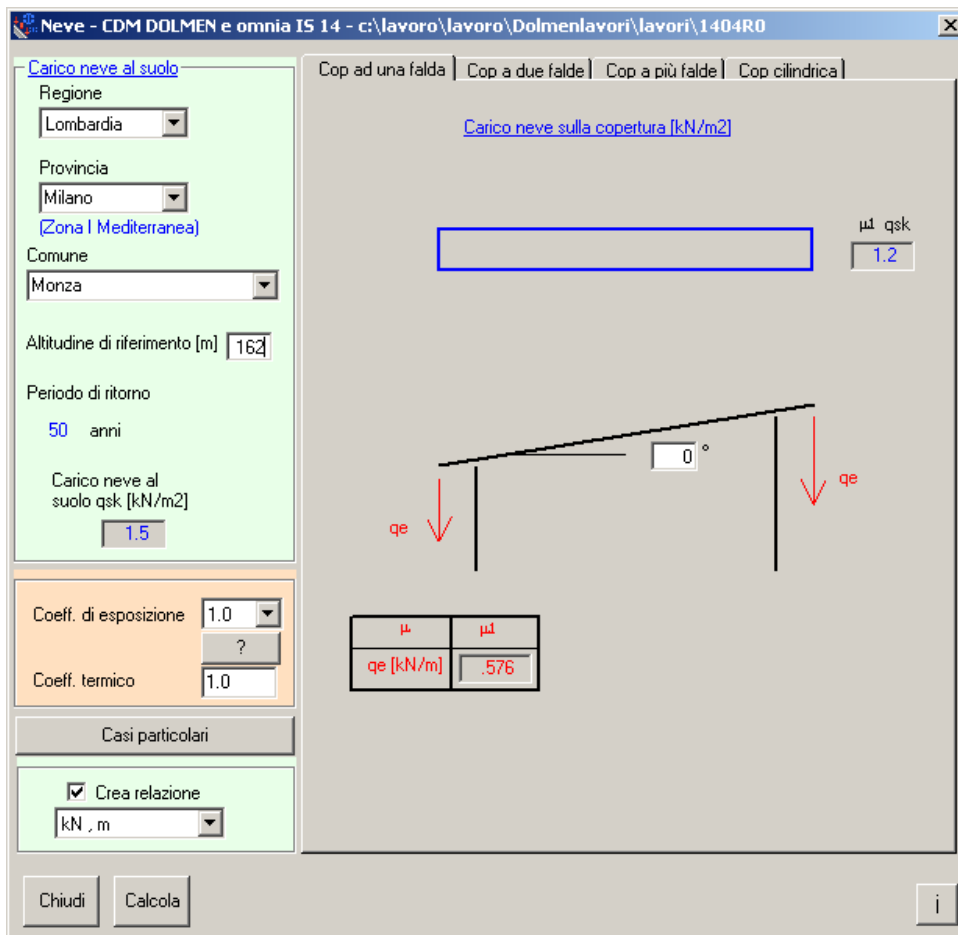 Neve - CDM DOLMEN e omnia IS 14 - c:\lavoro\lavoro\Dolmenlavori\lavori\1404R0
Carico neve al suolo
Regione
Lombardia
Provincia
Milano
(Zona I Mediterranea)
Comune
Monza
Altitudine di riferimento [m] 162
Periodo di ritorno
50 anni
Carico neve al
suolo qsk [kN/m2]
1.5
Coeff. di esposizione 1.0
?
Coeff. termico 1.0
Casi particolari
Crea relazione
kN , m
Chiudi Calcola
Cop ad una falda Cop a due falde Cop a più falde Cop cilindrica
Carico neve sulla copertura [kN/m2]
µ1 qsk
1.2
0 °
qe
qe
µ µ1
qe [kN/m] .576
i